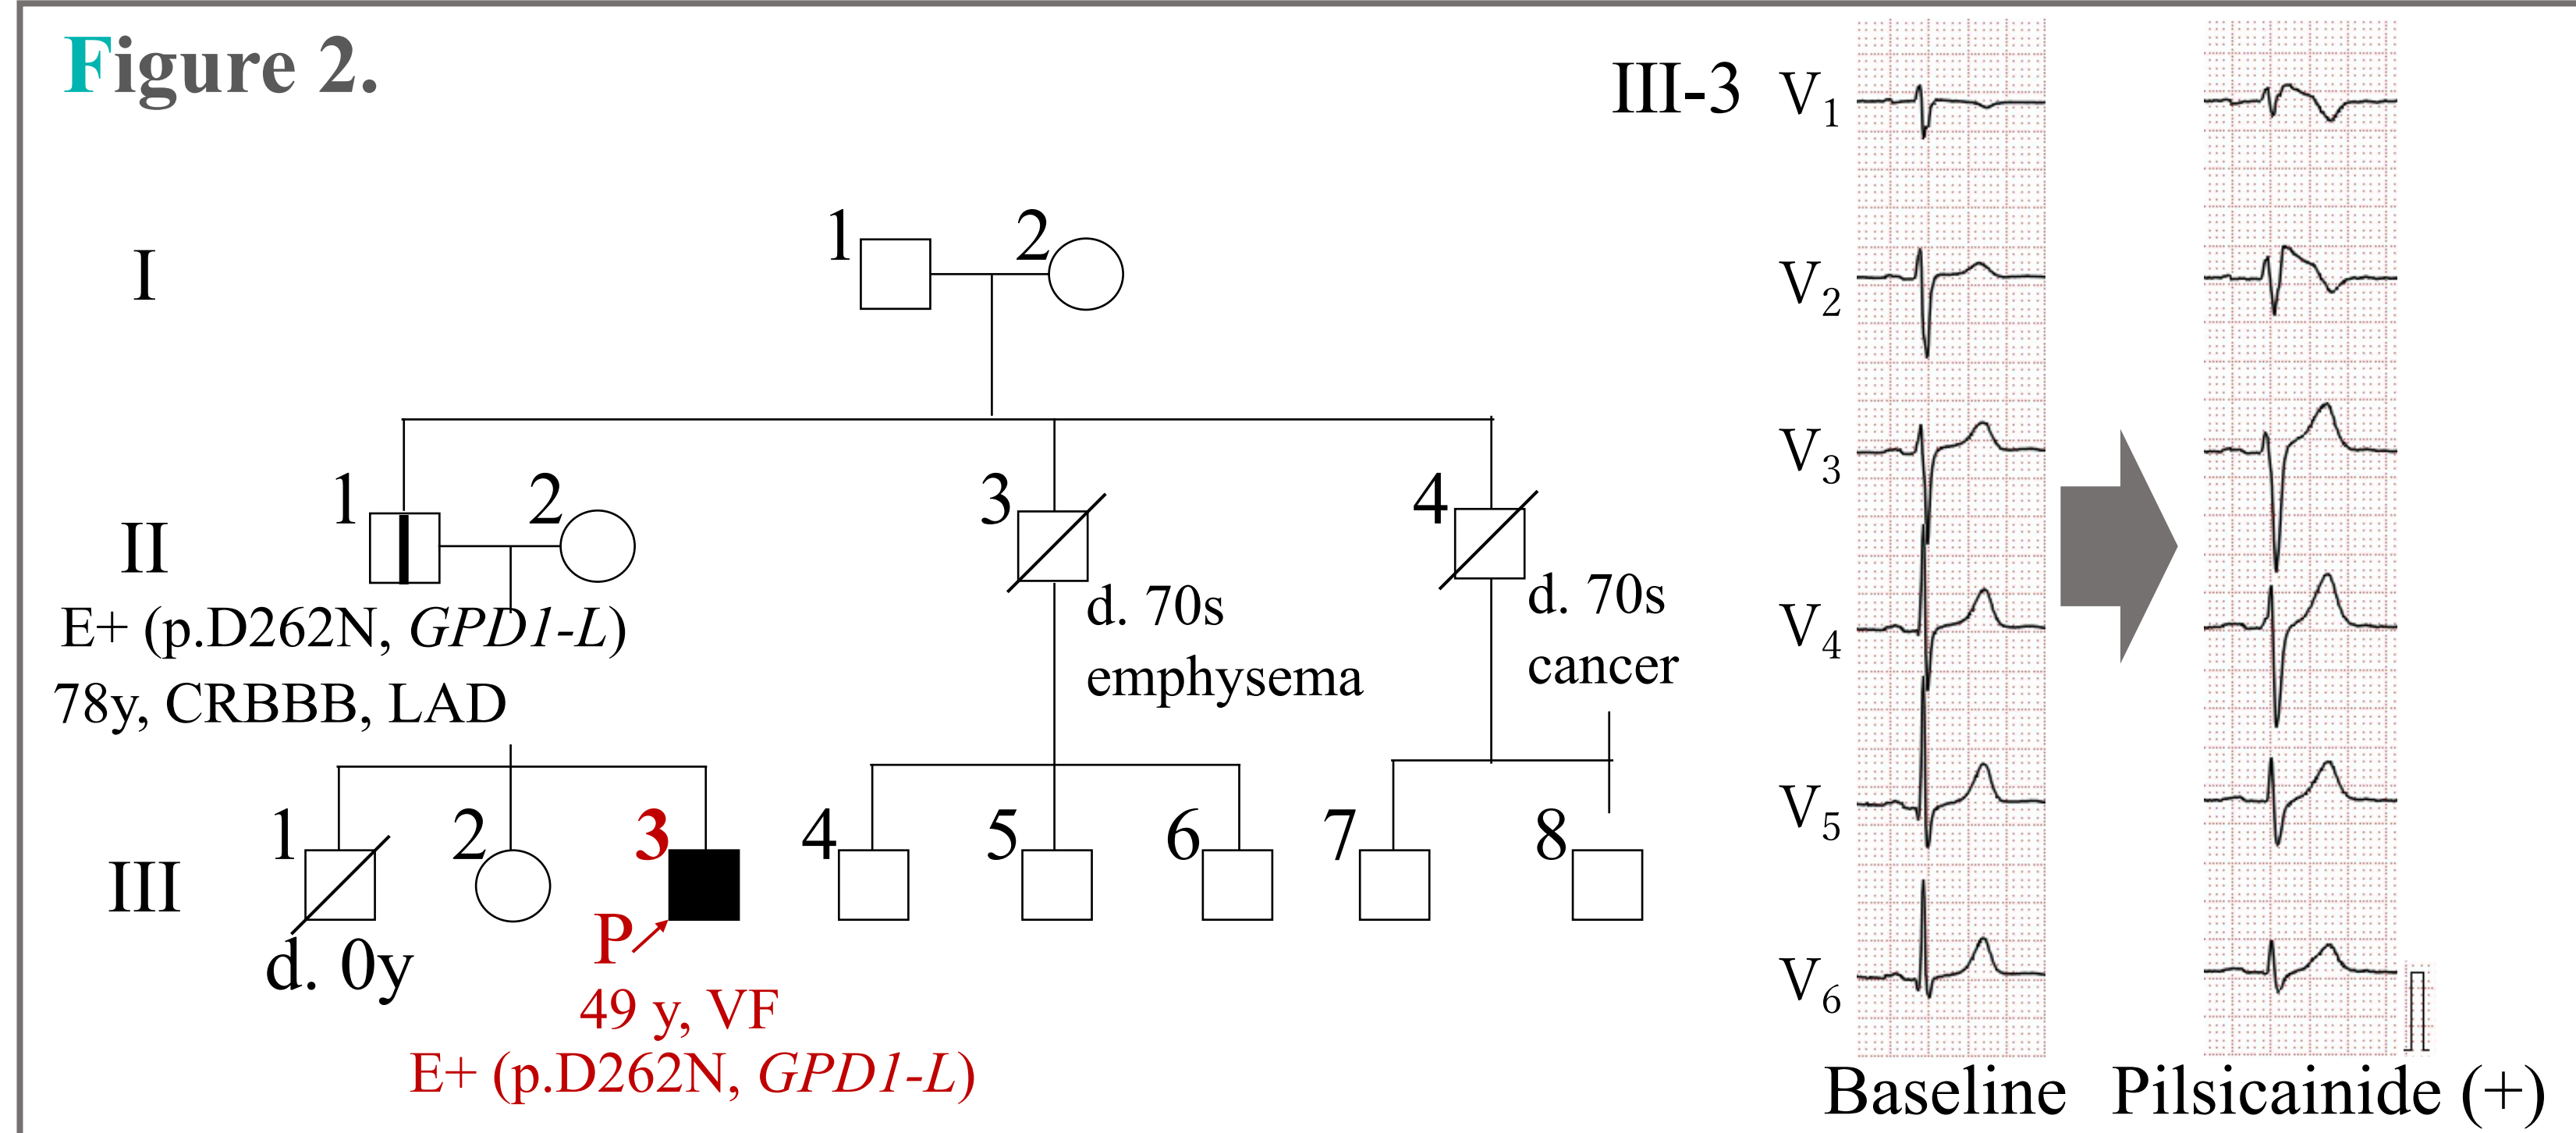 Figure 2.
I
1
2
II
1
2
3
4
E+ (p.D262N, GPD1-L)
78y, CRBBB, LAD
d. 70s
emphysema
d. 70s
cancer
III
1
2
3
4
5
6
7
8
d. 0y
P
49 y, VF
E+ (p.D262N, GPD1-L)
III-3
V1
V2
V3
V4
V5
V6
Baseline
Pilsicainide (+)